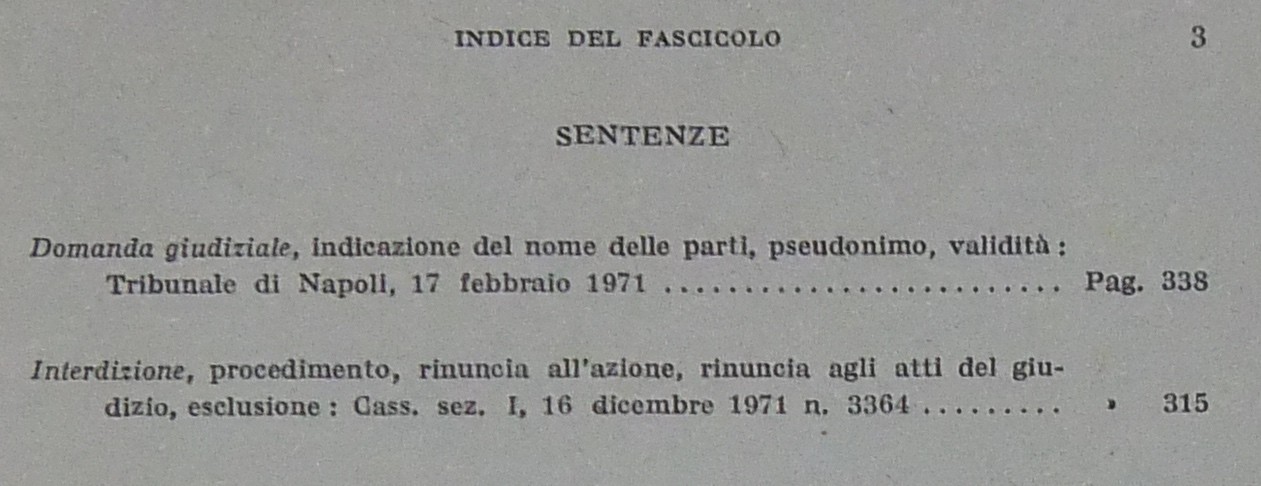 INDICE DEL FASCICOLO 3
SENTENZE
Domanda giudiziale, indicazione del nome delle parti, pseudonimo, validità :
Tribunale di Napoli, 17 febbraio 1971 ......................... Pag. 338
Interdizione, procedimento, rinuncia all'azione, rinuncia agli atti del giu-
dizio, esclusione : Cass. sez. I, 16 dicembre 1971 n. 3364 ......... » 315